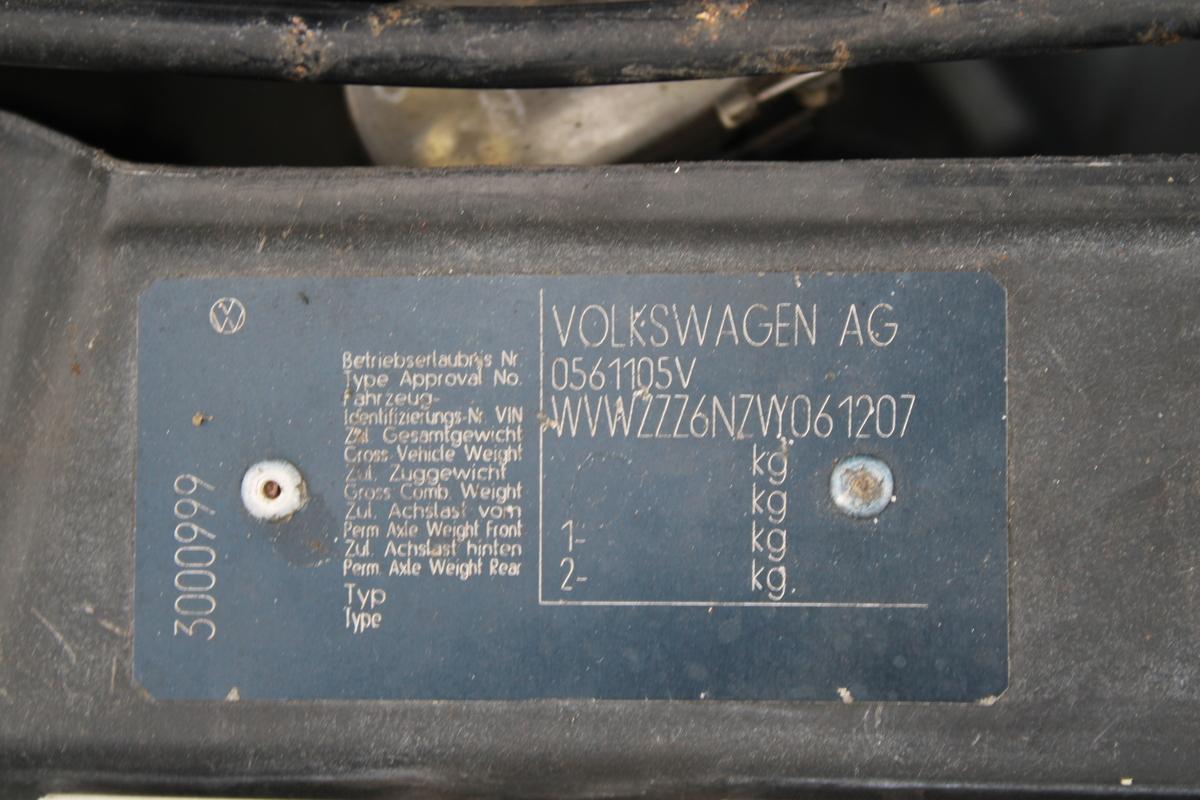 VOLKSWAGEN AG
Betriebserlaubnis Nr.
Type Approval No.
0561105V
Fahrzeug-
Identifizierungs-Nr. VIN
WVWZZZ6NZWY061207
Zul. Gesamtgewicht
Gross Vehicle Weight
kg
Zul. Zuggewicht
Gross Comb. Weight
kg
Zul. Achslast vorn
Perm. Axle Weight Front
1- kg
Zul. Achslast hinten
Perm. Axle Weight Rear
2- kg
Typ
Type
3000999